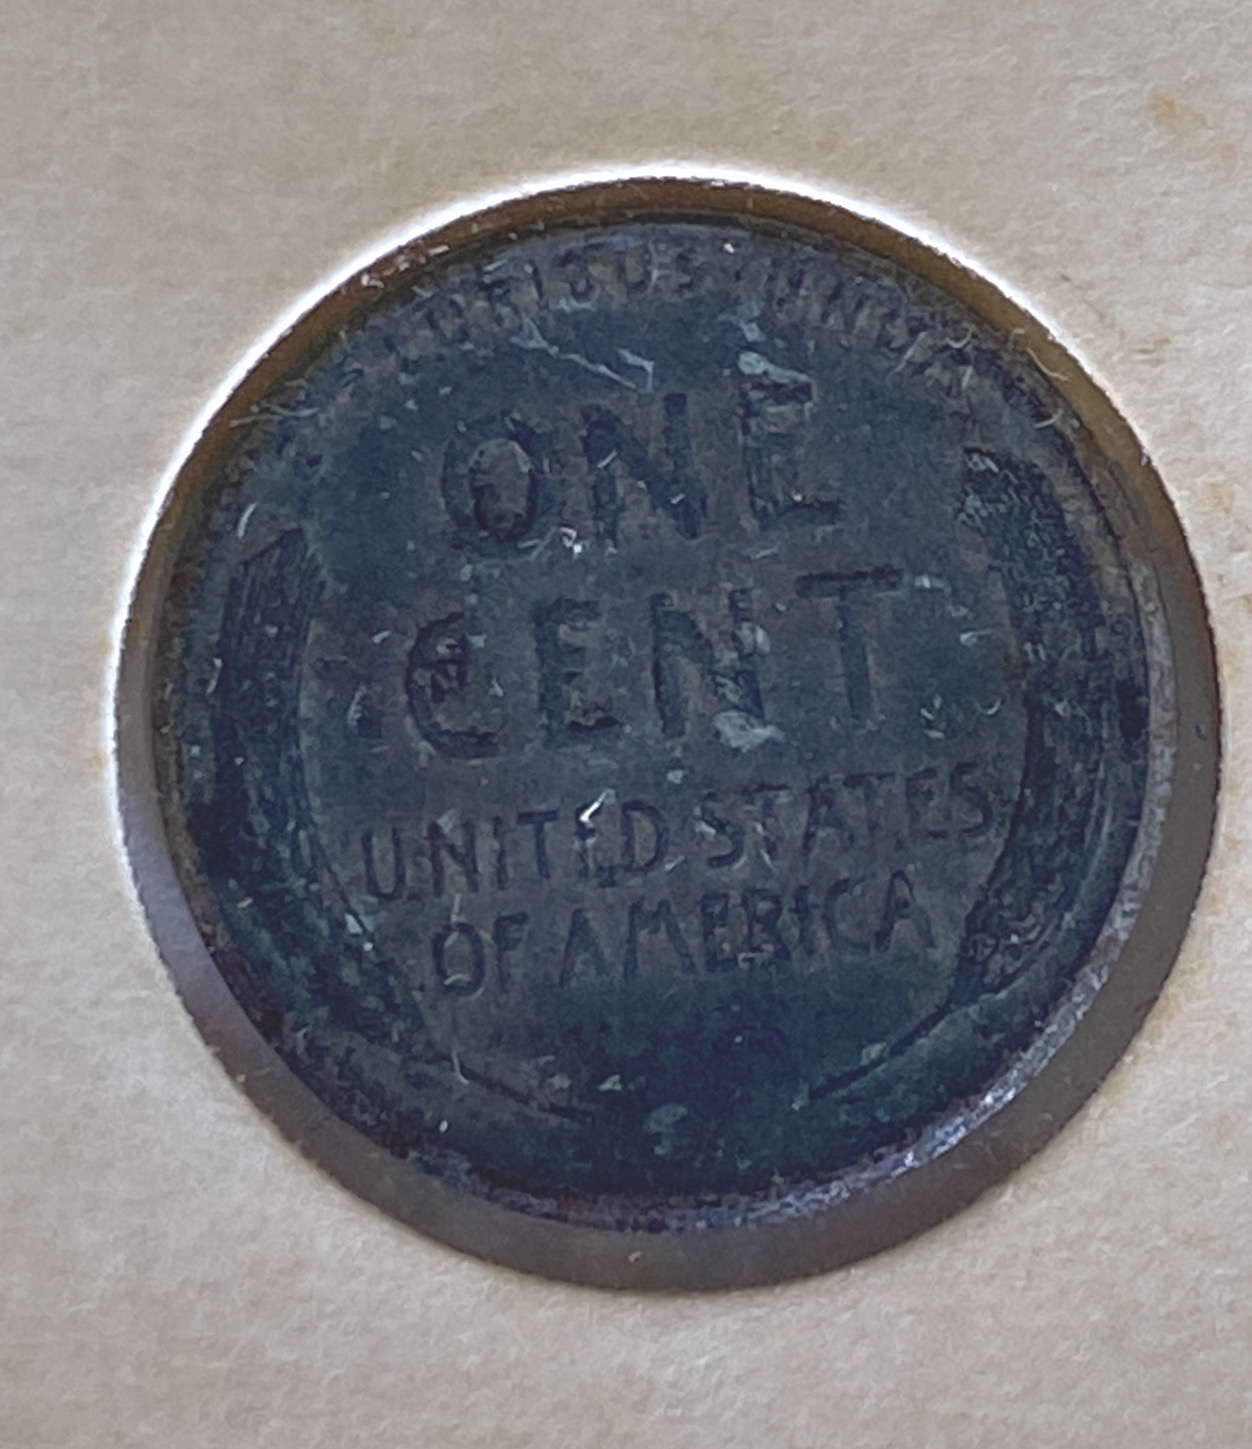 ONE
CENT
UNITED STATES
OF AMERICA